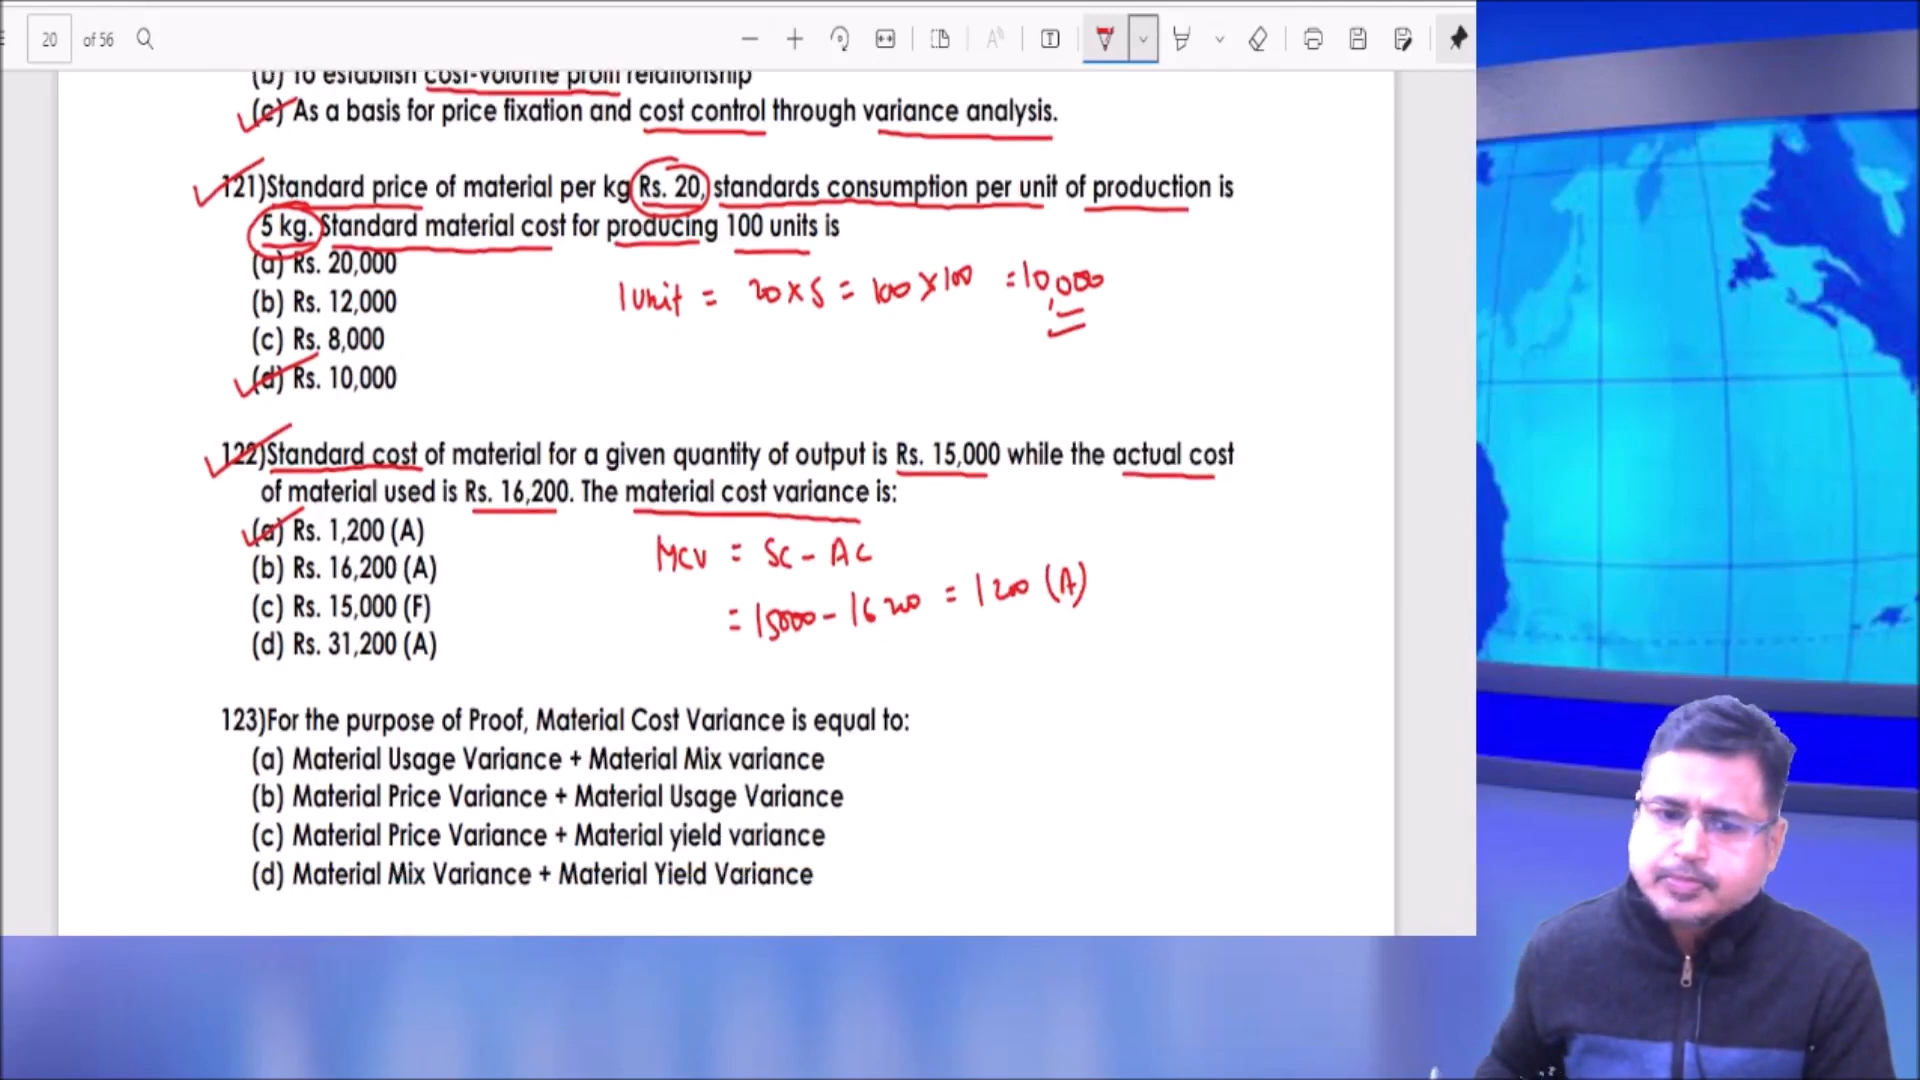 20 of 56
(b) To establish cost-volume profit relationship
(c) As a basis for price fixation and cost control through variance analysis.
121)Standard price of material per kg Rs. 20, standards consumption per unit of production is
5 kg. Standard material cost for producing 100 units is
(a) Rs. 20,000
1 Unit = 20 x 5 = 100 x 100 = 10,000
(b) Rs. 12,000
(c) Rs. 8,000
(d) Rs. 10,000
122)Standard cost of material for a given quantity of output is Rs. 15,000 while the actual cost
of material used is Rs. 16,200. The material cost variance is:
(a) Rs. 1,200 (A)
MCV = SC - AC
(b) Rs. 16,200 (A)
= 15000 - 16200 = 1200 (A)
(c) Rs. 15,000 (F)
(d) Rs. 31,200 (A)
123)For the purpose of Proof, Material Cost Variance is equal to:
(a) Material Usage Variance + Material Mix variance
(b) Material Price Variance + Material Usage Variance
(c) Material Price Variance + Material yield variance
(d) Material Mix Variance + Material Yield Variance